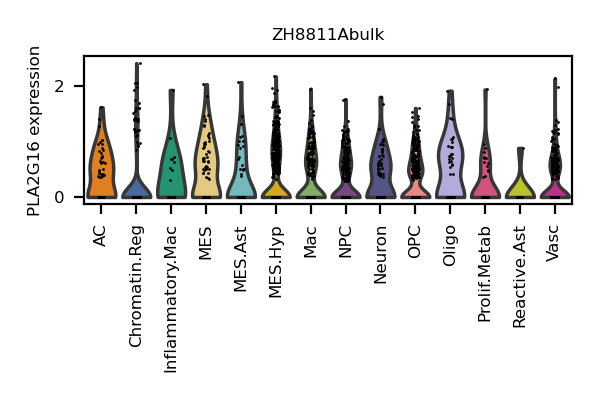 ZH8811Abulk
PLA2G16 expression
2
0
AC
Chromatin.Reg
Inflammatory.Mac
MES
MES.Ast
MES.Hyp
Mac
NPC
Neuron
OPC
Oligo
Prolif.Metab
Reactive.Ast
Vasc